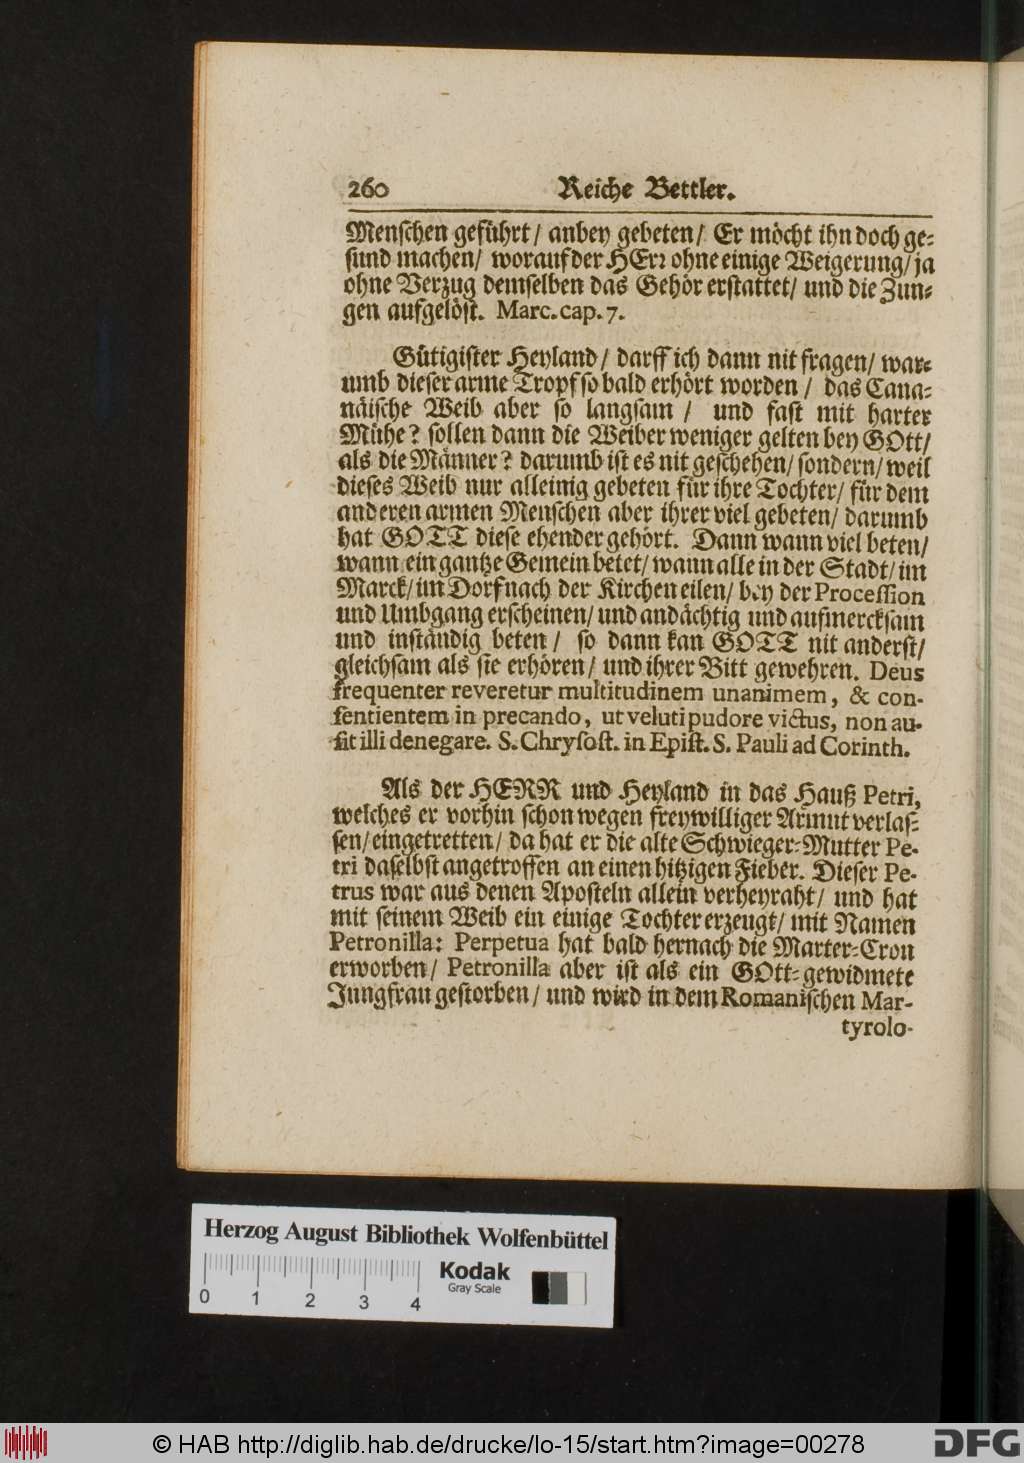 260 Reiche Bettler.
Menschen geführt/ anbey gebeten/ Er möcht ihn doch ge-
sund machen/ worauf der HErr ohne einige Weigerung/ ja
ohne Verzug demselben das Gehör erstattet/ und die Zun-
gen aufgelöst. Marc. cap. 7.
Gütigister Heyland/ darff ich dann nit fragen/ war-
umb dieser arme Tropf so bald erhört worden/ das Cana-
näische Weib aber so langsam/ und fast mit harter
Mühe? sollen dann die Weiber weniger gelten bey GOtt/
als die Männer? darumb ist es nit geschehen/ sondern/ weil
dieses Weib nur alleinig gebeten für ihre Tochter/ für dem
anderen armen Menschen aber ihrer viel gebeten/ darumb
hat GOTT diese ehender gehört. Dann wann viel beten/
wann ein gantze Gemein betet/ wann alle in der Stadt/ im
Marck/ im Dorf nach der Kirchen eilen/ bey der Procession
und Umbgang erscheinen/ und andächtig und aufmercksam
und inständig beten/ so dann kan GOTT nit anderst/
gleichsam als sie erhören/ und ihrer Bitt gewehren. Deus
frequenter reveretur multitudinem unanimem, & con-
sentientem in precando, ut veluti pudore victus, non au-
sit illi denegare. S. Chrysost. in Epist. S. Pauli ad Corinth.
Als der HERR und Heyland in das Hauß Petri,
welches er vorhin schon wegen freywilliger Armut verlas-
sen/ eingetretten/ da hat er die alte Schwieger-Mutter Pe-
tri daselbst angetroffen an einen hitzigen Fieber. Dieser Pe-
trus war aus denen Aposteln allein verheyraht/ und hat
mit seinem Weib ein einige Tochter erzeugt/ mit Namen
Petronilla: Perpetua hat bald hernach die Marter-Cron
erworben/ Petronilla aber ist als ein GOtt-gewidmete
Jungfrau gestorben/ und wird in dem Romanischen Mar-
tyrolo-
Herzog August Bibliothek Wolfenbüttel
Kodak
Gray Scale
0 1 2 3 4
© HAB http://diglib.hab.de/drucke/lo-15/start.htm?image=00278
DFG